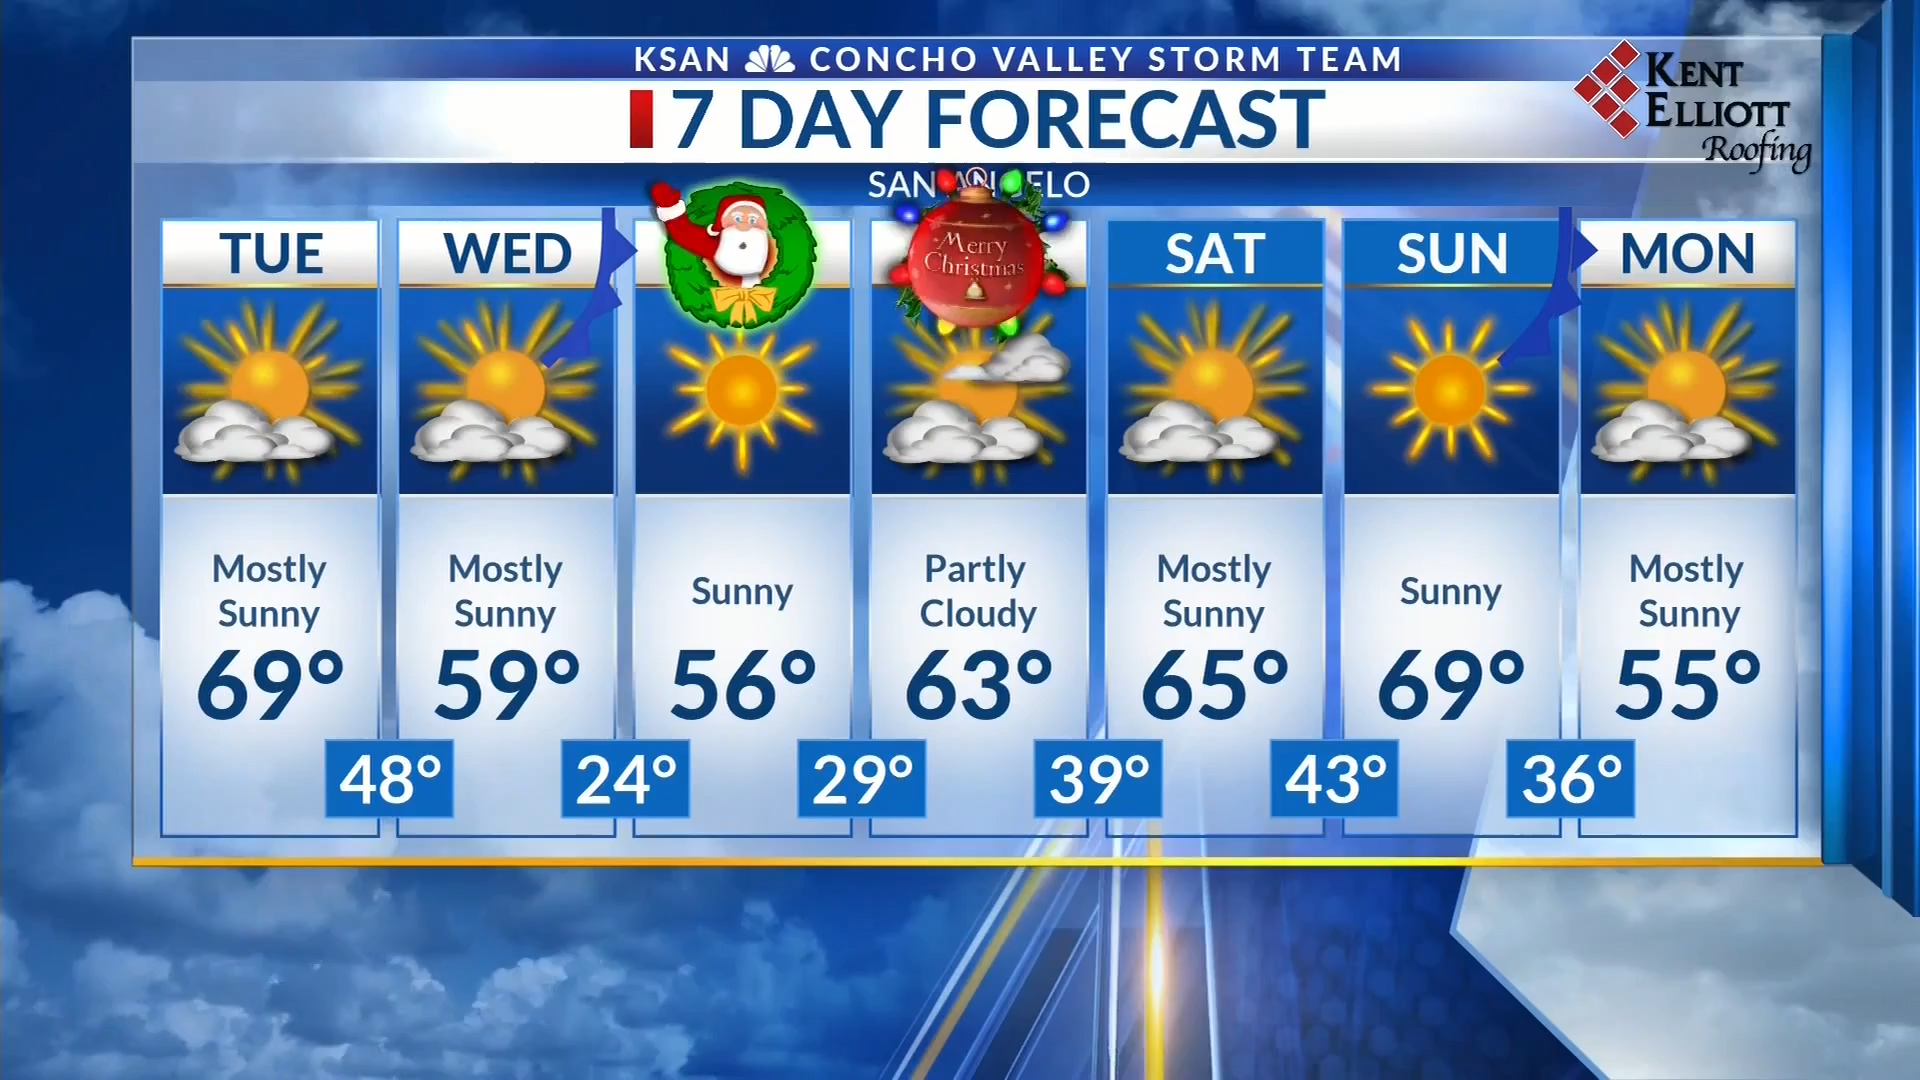 KSAN CONCHO VALLEY STORM TEAM
7 DAY FORECAST
KENT
ELLIOTT
Roofing
SAN ANGELO
TUE
WED
Merry
Christmas
SAT
SUN
MON
Mostly
Sunny
69°
Mostly
Sunny
59°
Sunny
56°
Partly
Cloudy
63°
Mostly
Sunny
65°
Sunny
69°
Mostly
Sunny
55°
48°
24°
29°
39°
43°
36°